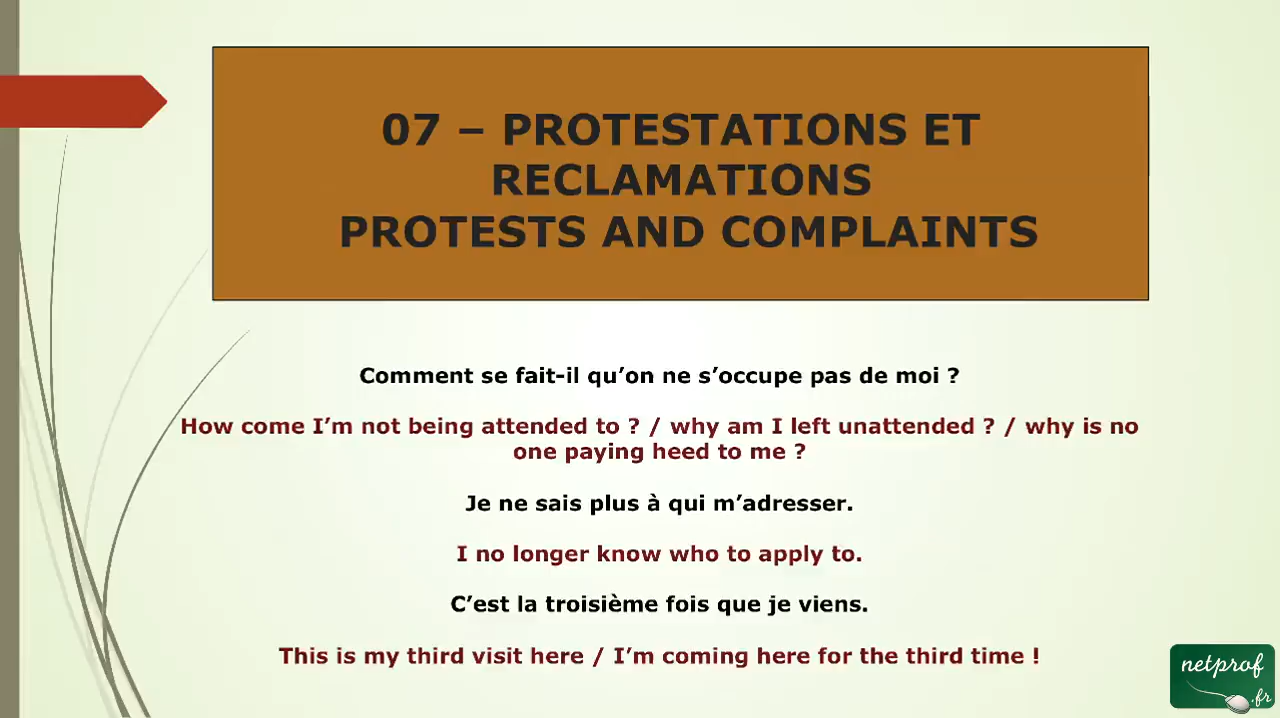 07 – PROTESTATIONS ET
RECLAMATIONS
PROTESTS AND COMPLAINTS
Comment se fait-il qu’on ne s’occupe pas de moi ?
How come I’m not being attended to ? / why am I left unattended ? / why is no
one paying heed to me ?
Je ne sais plus à qui m’adresser.
I no longer know who to apply to.
C’est la troisième fois que je viens.
This is my third visit here / I’m coming here for the third time !
netprof
.fr